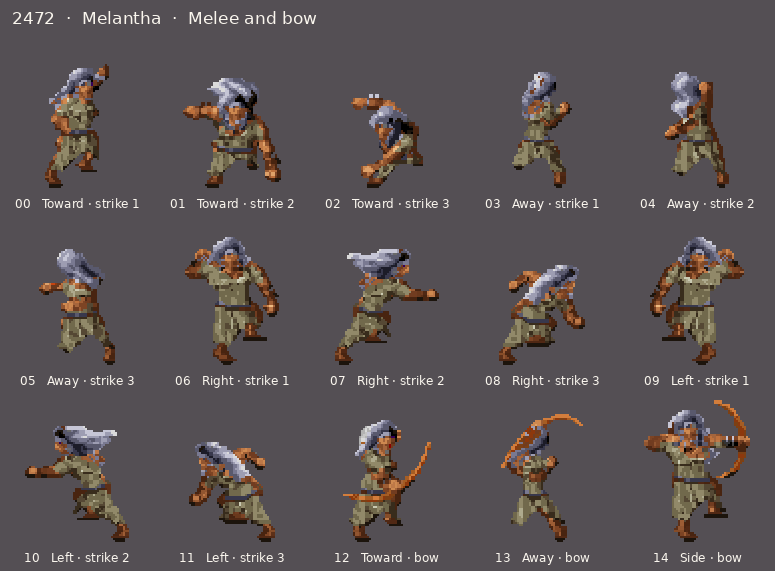 2472 · Melantha · Melee and bow
00 Toward · strike 1
01 Toward · strike 2
02 Toward · strike 3
03 Away · strike 1
04 Away · strike 2
05 Away · strike 3
06 Right · strike 1
07 Right · strike 2
08 Right · strike 3
09 Left · strike 1
10 Left · strike 2
11 Left · strike 3
12 Toward · bow
13 Away · bow
14 Side · bow